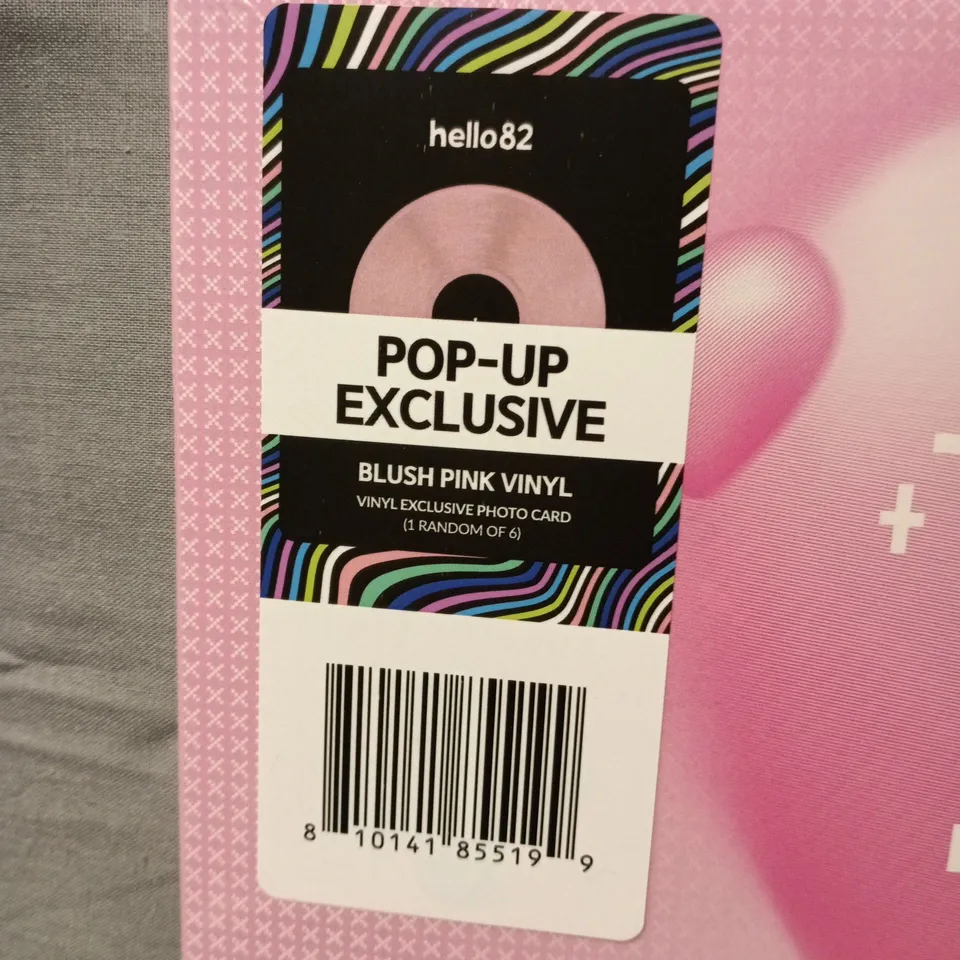 hello82
POP-UP
EXCLUSIVE
BLUSH PINK VINYL
VINYL EXCLUSIVE PHOTO CARD
(1 RANDOM OF 6)
8 10141 85519 9